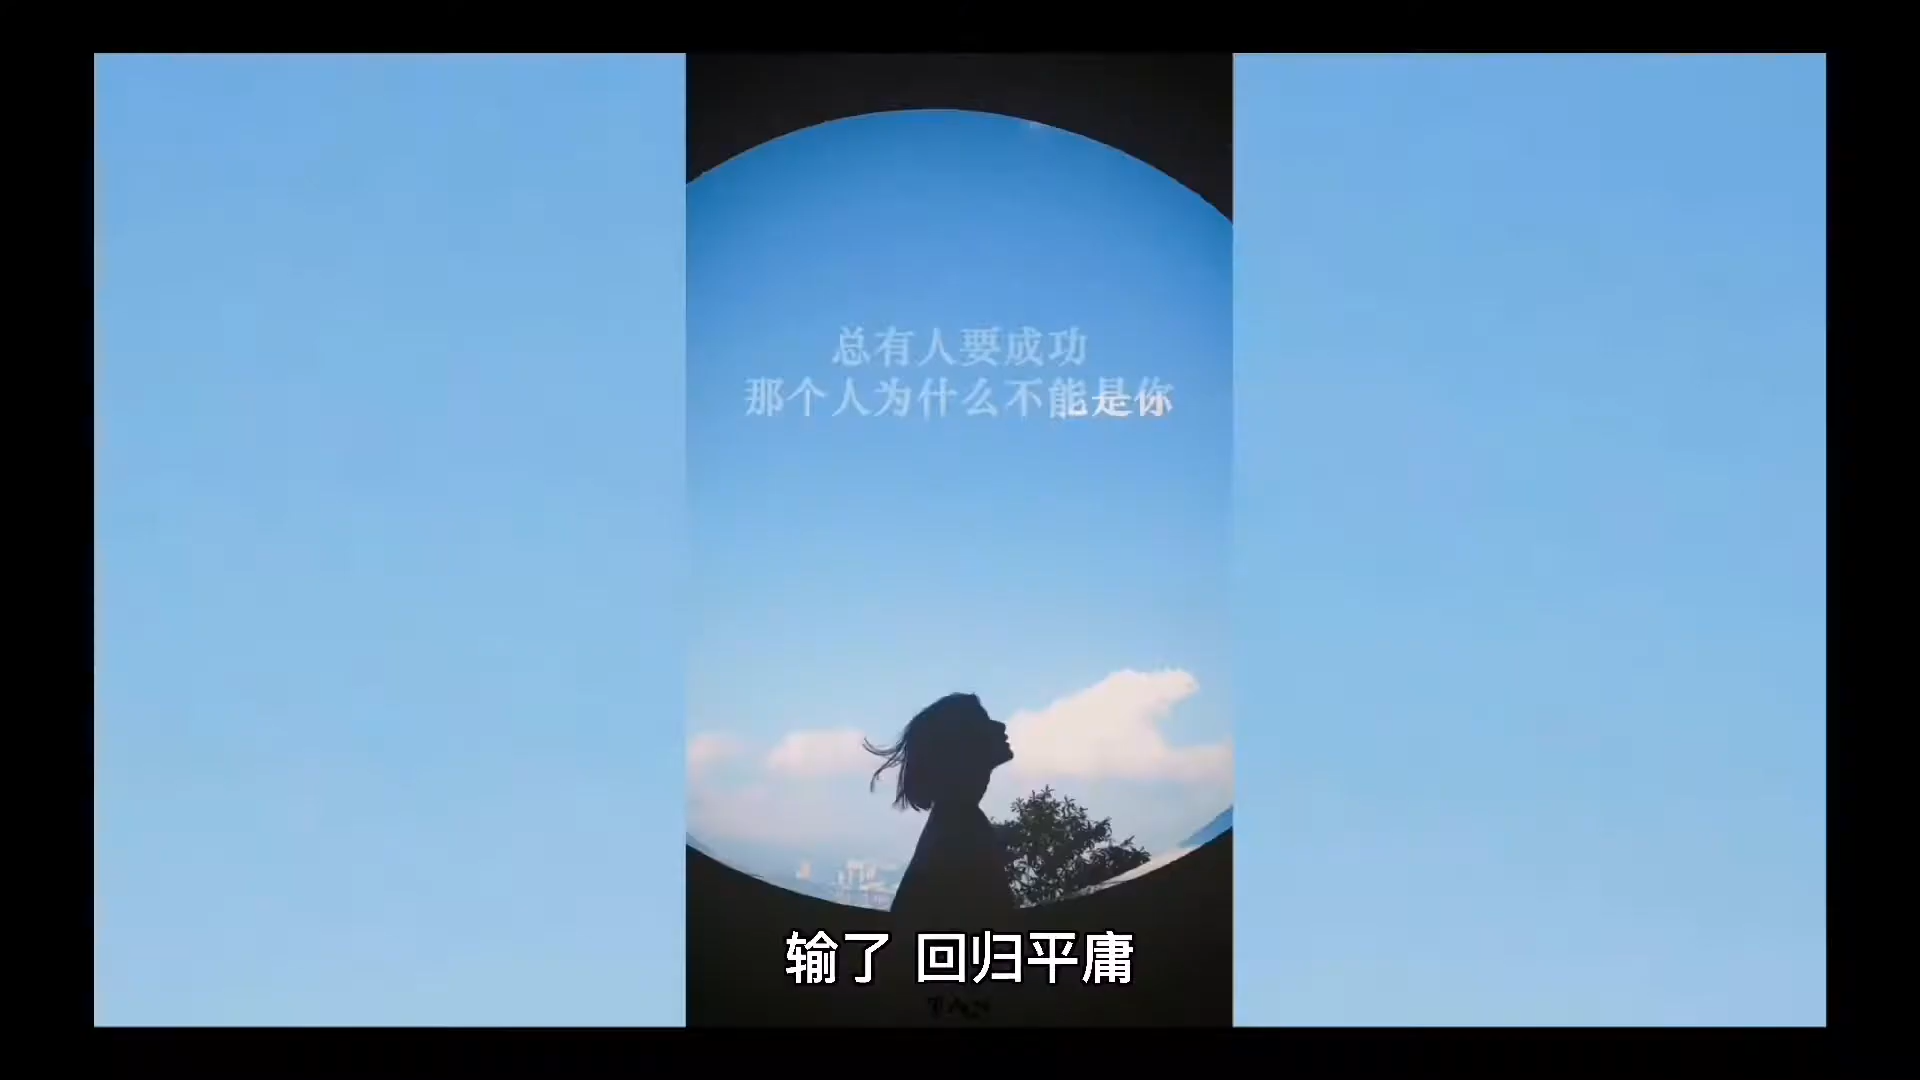 总有人要成功
那个人为什么不能是你
输了 回归平庸